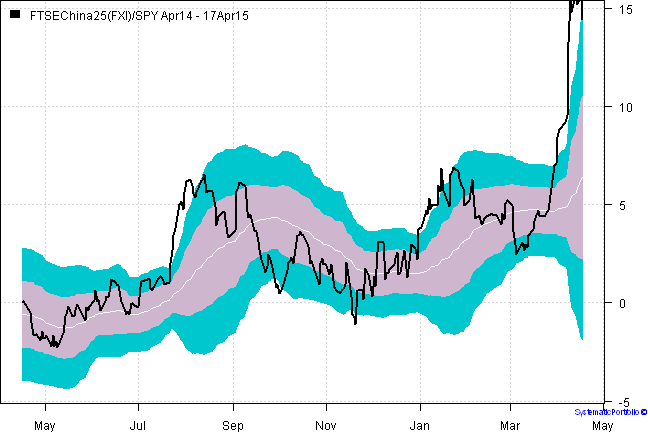 FTSEChina25(FXI)/SPY Apr14 - 17Apr15
15
10
5
0
-5
May Jul Sep Nov Jan Mar May
SystematicPortfolio ©